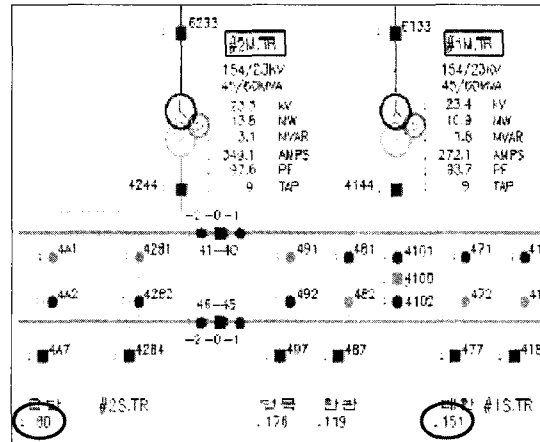 6233
E133
#2M.TR
#1M.TR
154/23KV
154/23KV
45/60MVA
45/60MVA
KV
23.4 KV
13.8 MW
10.9 MW
3.1 MVAR
1.8 MVAR
349.1 AMPS
272.1 AMPS
97.6 PF
93.7 PF
4244
9 TAP
4144
9 TAP
-2-0-1
4A1
4281
41-40
491
481
4101
471
4100
4A2
4282
46-45
492
482
4102
472
-2-0-1
4A7
4284
497
487
477
418
#2S.TR
#1S.TR
: 80
.176
.119
.151